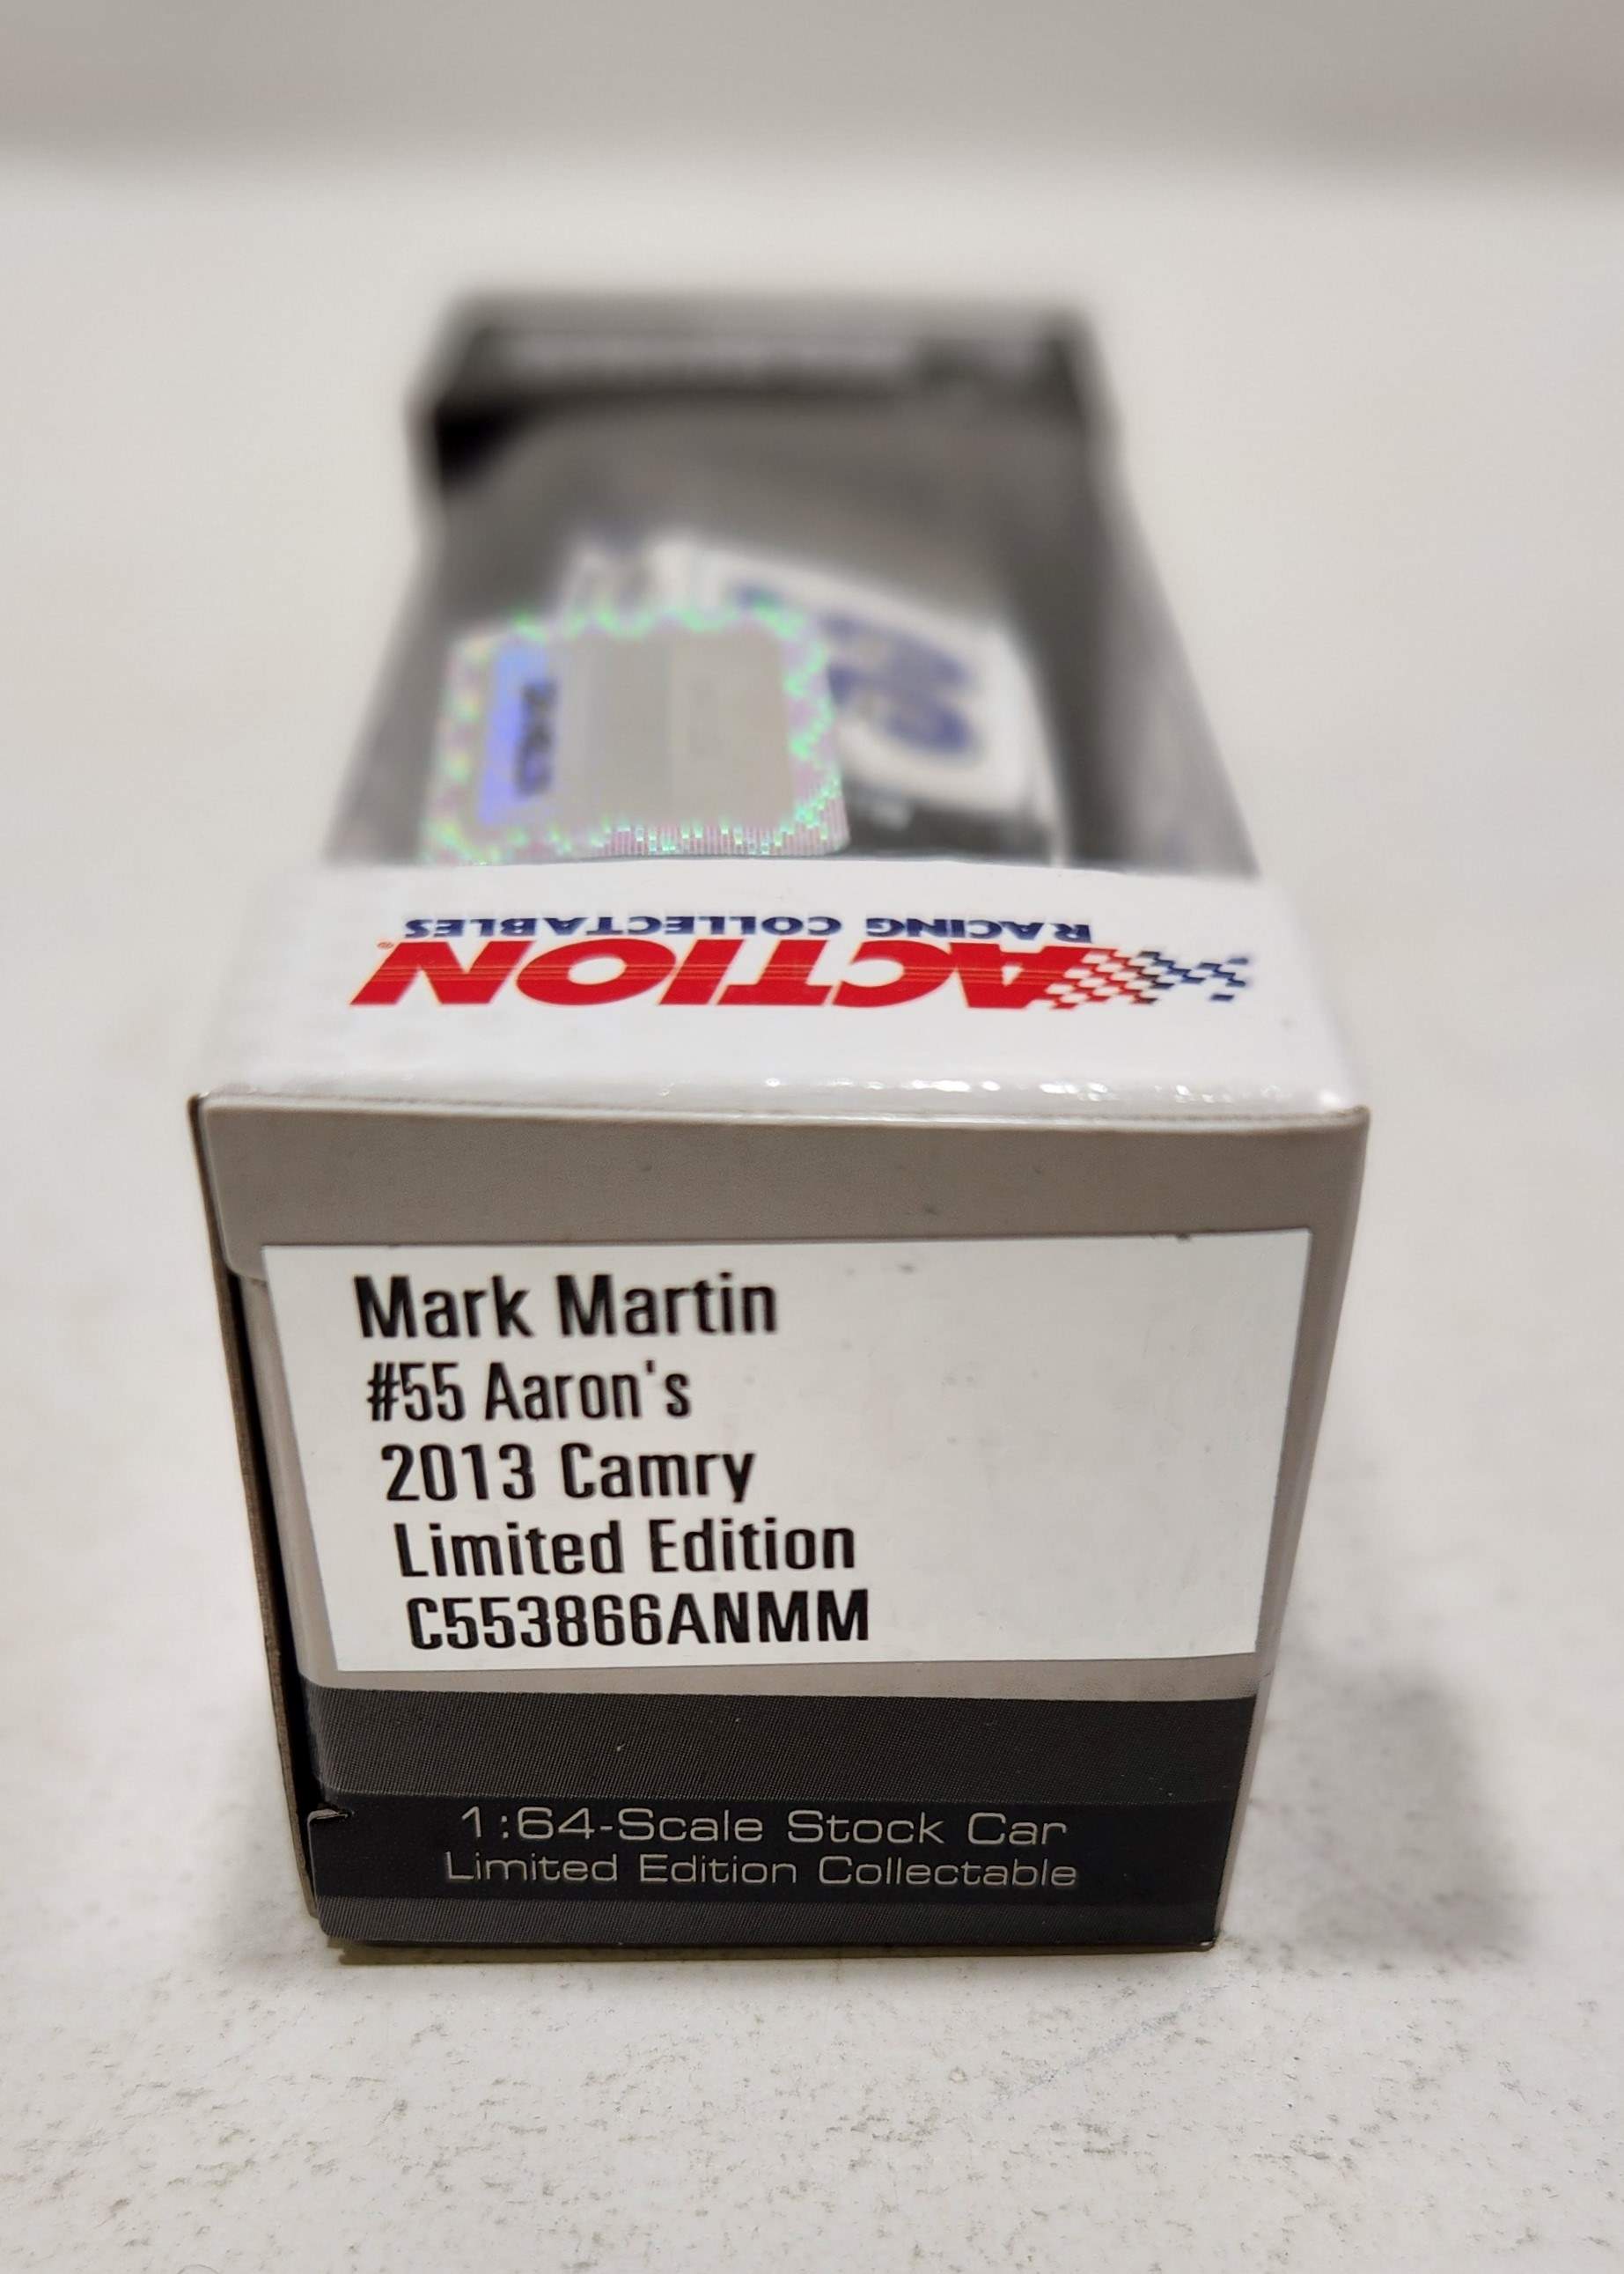 RACING COLLECTABLES
ACTION®
Mark Martin
#55 Aaron's
2013 Camry
Limited Edition
C553866ANMM
1:64-Scale Stock Car
Limited Edition Collectable